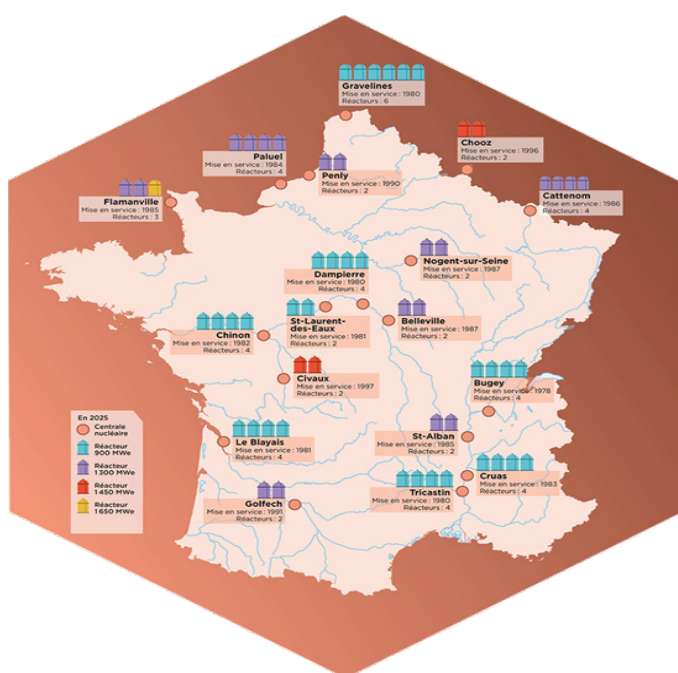 Gravelines
Mise en service : 1980
Réacteurs : 6
Chooz
Mise en service : 1996
Réacteurs : 2
Paluel
Mise en service : 1984
Réacteurs : 4
Penly
Mise en service : 1990
Réacteurs : 2
Cattenom
Mise en service : 1986
Réacteurs : 4
Flamanville
Mise en service : 1985
Réacteurs : 3
Nogent-sur-Seine
Mise en service : 1987
Réacteurs : 2
Dampierre
Mise en service : 1980
Réacteurs : 4
St-Laurent-
des-Eaux
Mise en service : 1981
Réacteurs : 2
Belleville
Mise en service : 1987
Réacteurs : 2
Chinon
Mise en service : 1982
Réacteurs : 4
Civaux
Mise en service : 1997
Réacteurs : 2
Bugey
Mise en service : 1978
Réacteurs : 4
Le Blayais
Mise en service : 1981
Réacteurs : 4
St-Alban
Mise en service : 1985
Réacteurs : 2
Cruas
Mise en service : 1983
Réacteurs : 4
Tricastin
Mise en service : 1980
Réacteurs : 4
Golfech
Mise en service : 1991
Réacteurs : 2
En 2025
Centrale
nucléaire
Réacteur
900 MWe
Réacteur
1 300 MWe
Réacteur
1 450 MWe
Réacteur
1 650 MWe